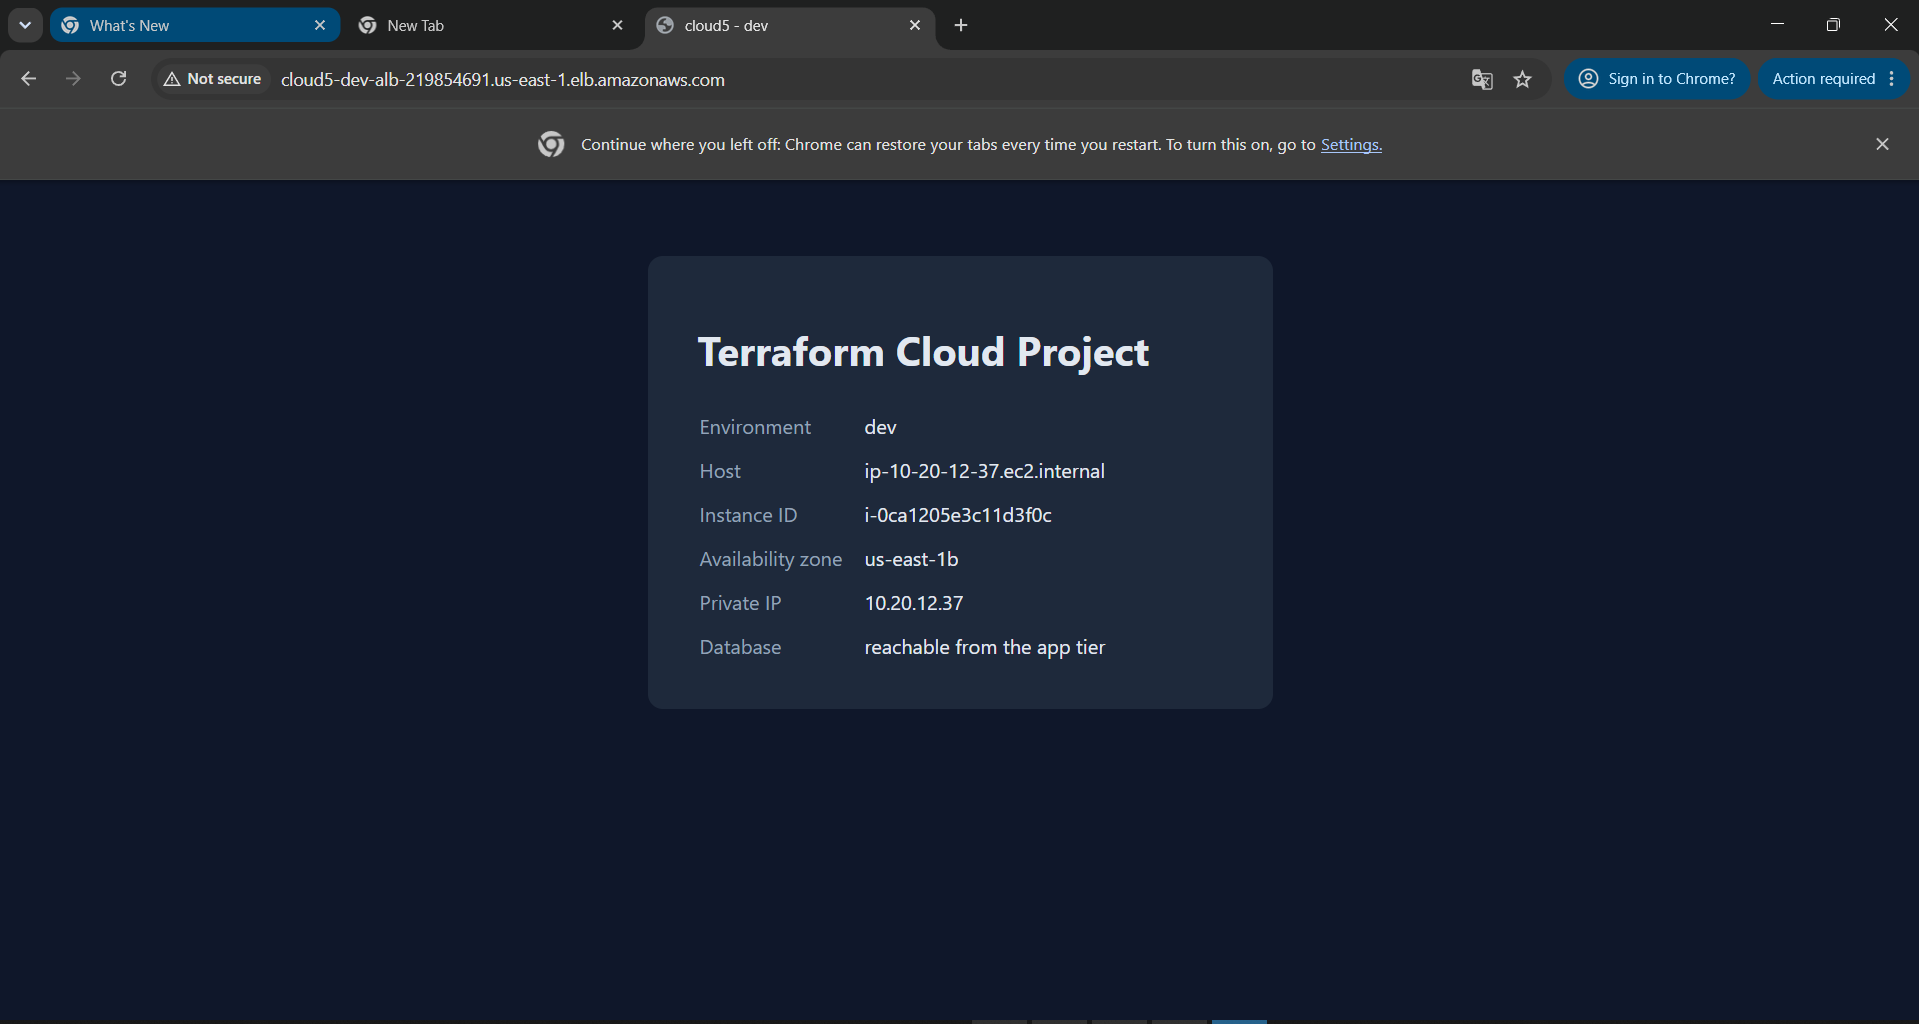 What's New
New Tab
cloud5 - dev
Not secure
cloud5-dev-alb-219854691.us-east-1.elb.amazonaws.com
Sign in to Chrome?
Action required
Continue where you left off: Chrome can restore your tabs every time you restart. To turn this on, go to Settings.
Terraform Cloud Project
Environment dev
Host ip-10-20-12-37.ec2.internal
Instance ID i-0ca1205e3c11d3f0c
Availability zone us-east-1b
Private IP 10.20.12.37
Database reachable from the app tier